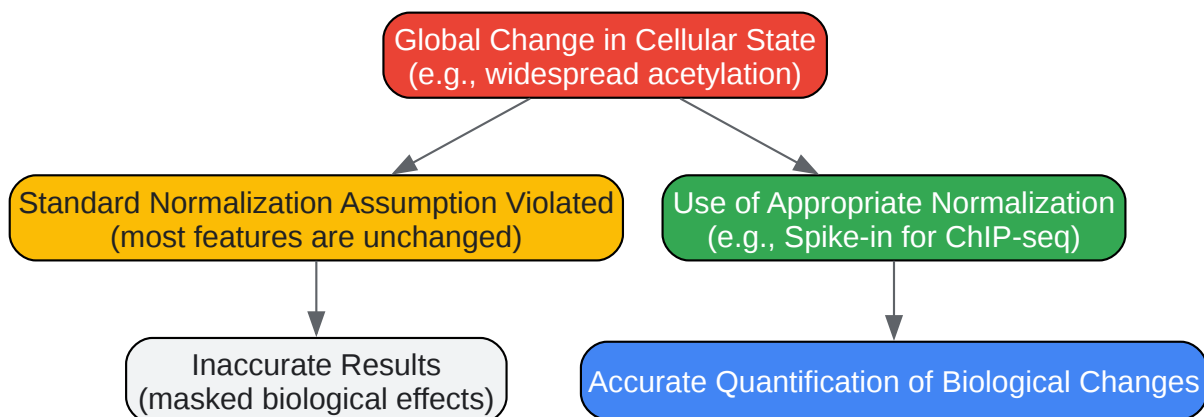 Global Change in Cellular State
(e.g., widespread acetylation)
Standard Normalization Assumption Violated
(most features are unchanged)
Use of Appropriate Normalization
(e.g., Spike-in for ChIP-seq)
Inaccurate Results
(masked biological effects)
Accurate Quantification of Biological Changes